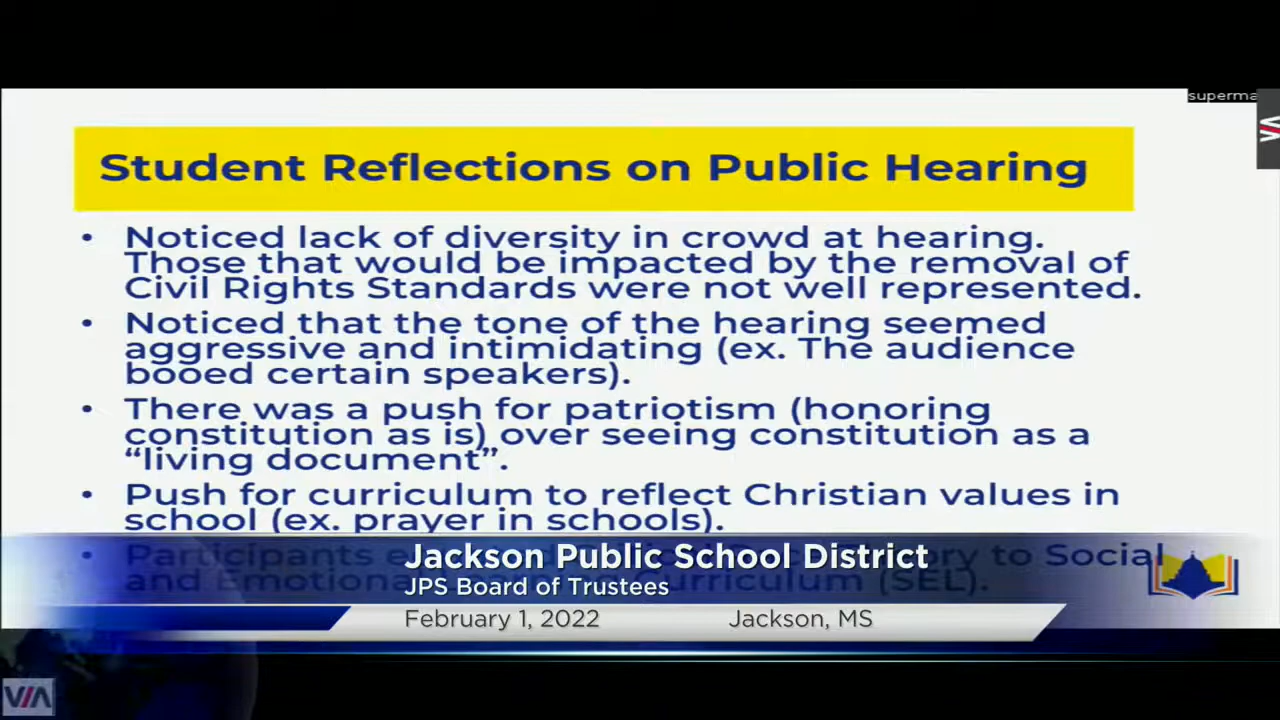 superma
Student Reflections on Public Hearing
• Noticed lack of diversity in crowd at hearing.
Those that would be impacted by the removal of
Civil Rights Standards were not well represented.
• Noticed that the tone of the hearing seemed
aggressive and intimidating (ex. The audience
booed certain speakers).
• There was a push for patriotism (honoring
constitution as is) over seeing constitution as a
“living document”.
• Push for curriculum to reflect Christian values in
school (ex. prayer in schools).
• Participants to Social
and Emotional Curriculum (SEL).
Jackson Public School District
JPS Board of Trustees
February 1, 2022 Jackson, MS
VIA